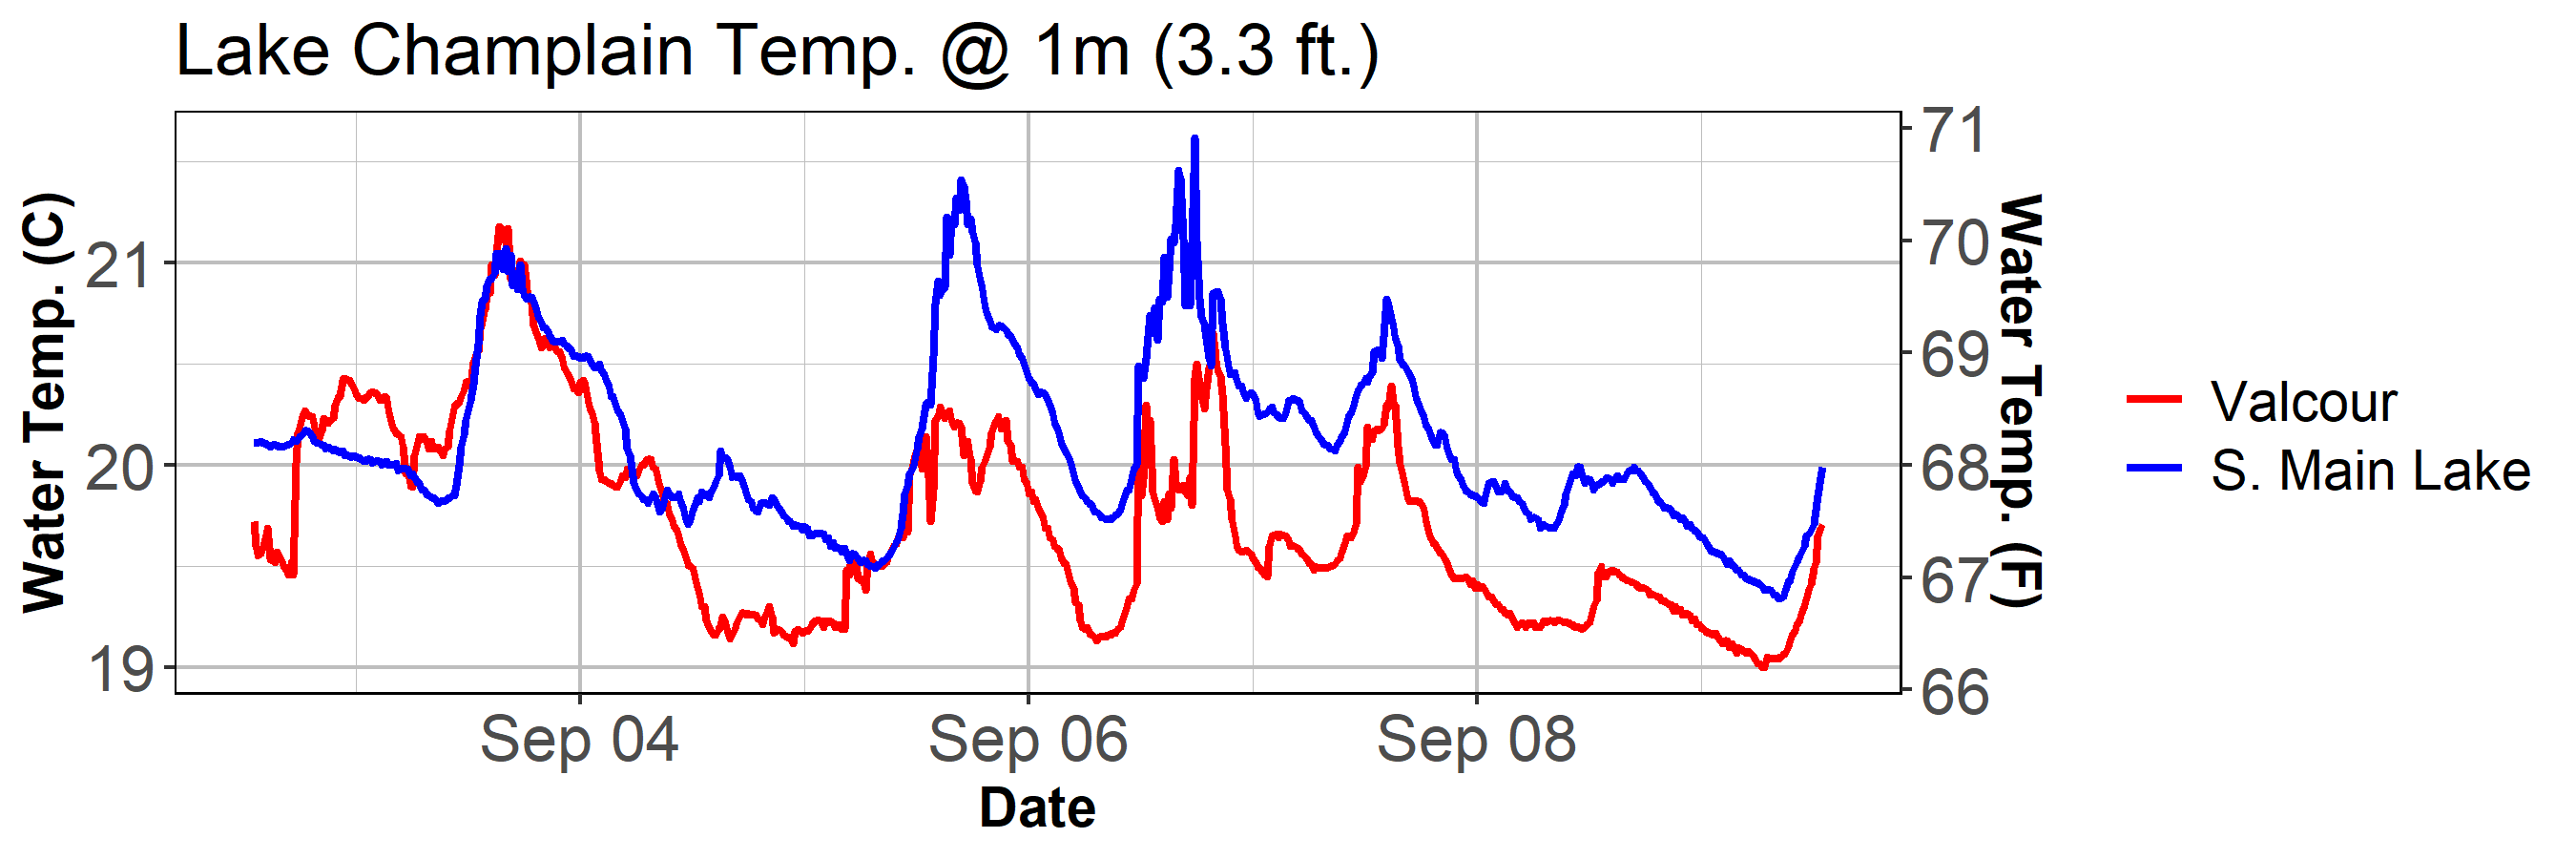 Lake Champlain Temp. @ 1m (3.3 ft.)
Water Temp. (C)
21
20
19
71
70
69
68
67
66
Water Temp. (F)
Sep 04
Sep 06
Sep 08
Date
Valcour
S. Main Lake